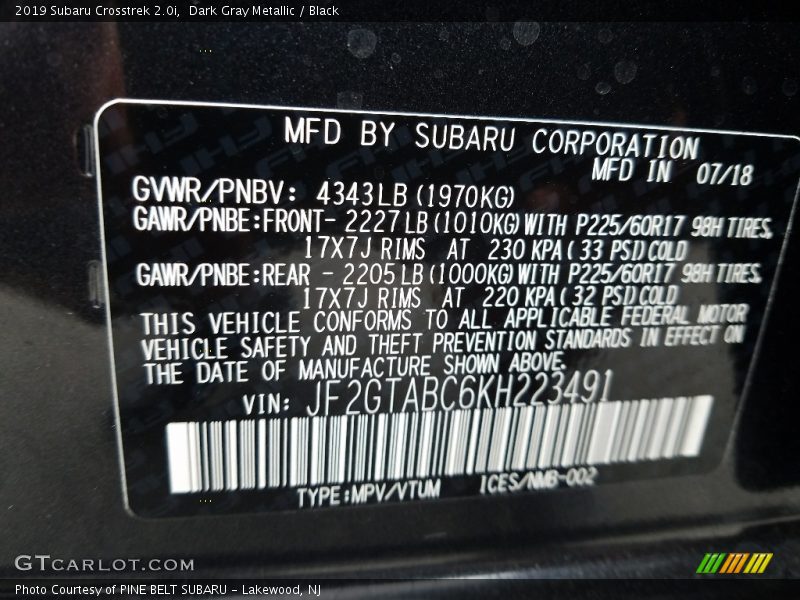 2019 Subaru Crosstrek 2.0i, Dark Gray Metallic / Black
MFD BY SUBARU CORPORATION
MFD IN 07/18
GVWR/PNBV: 4343LB (1970KG)
GAWR/PNBE:FRONT- 2227LB (1010KG) WITH P225/60R17 98H TIRES,
17X7J RIMS AT 230 KPA (33 PSI) COLD
GAWR/PNBE:REAR - 2205LB (1000KG) WITH P225/60R17 98H TIRES,
17X7J RIMS AT 220 KPA (32 PSI) COLD
THIS VEHICLE CONFORMS TO ALL APPLICABLE FEDERAL MOTOR
VEHICLE SAFETY AND THEFT PREVENTION STANDARDS IN EFFECT ON
THE DATE OF MANUFACTURE SHOWN ABOVE.
VIN: JF2GTABC6KH223491
TYPE:MPV/VTUM ICES/NMB-002
GTCARLOT.COM
Photo Courtesy of PINE BELT SUBARU - Lakewood, NJ